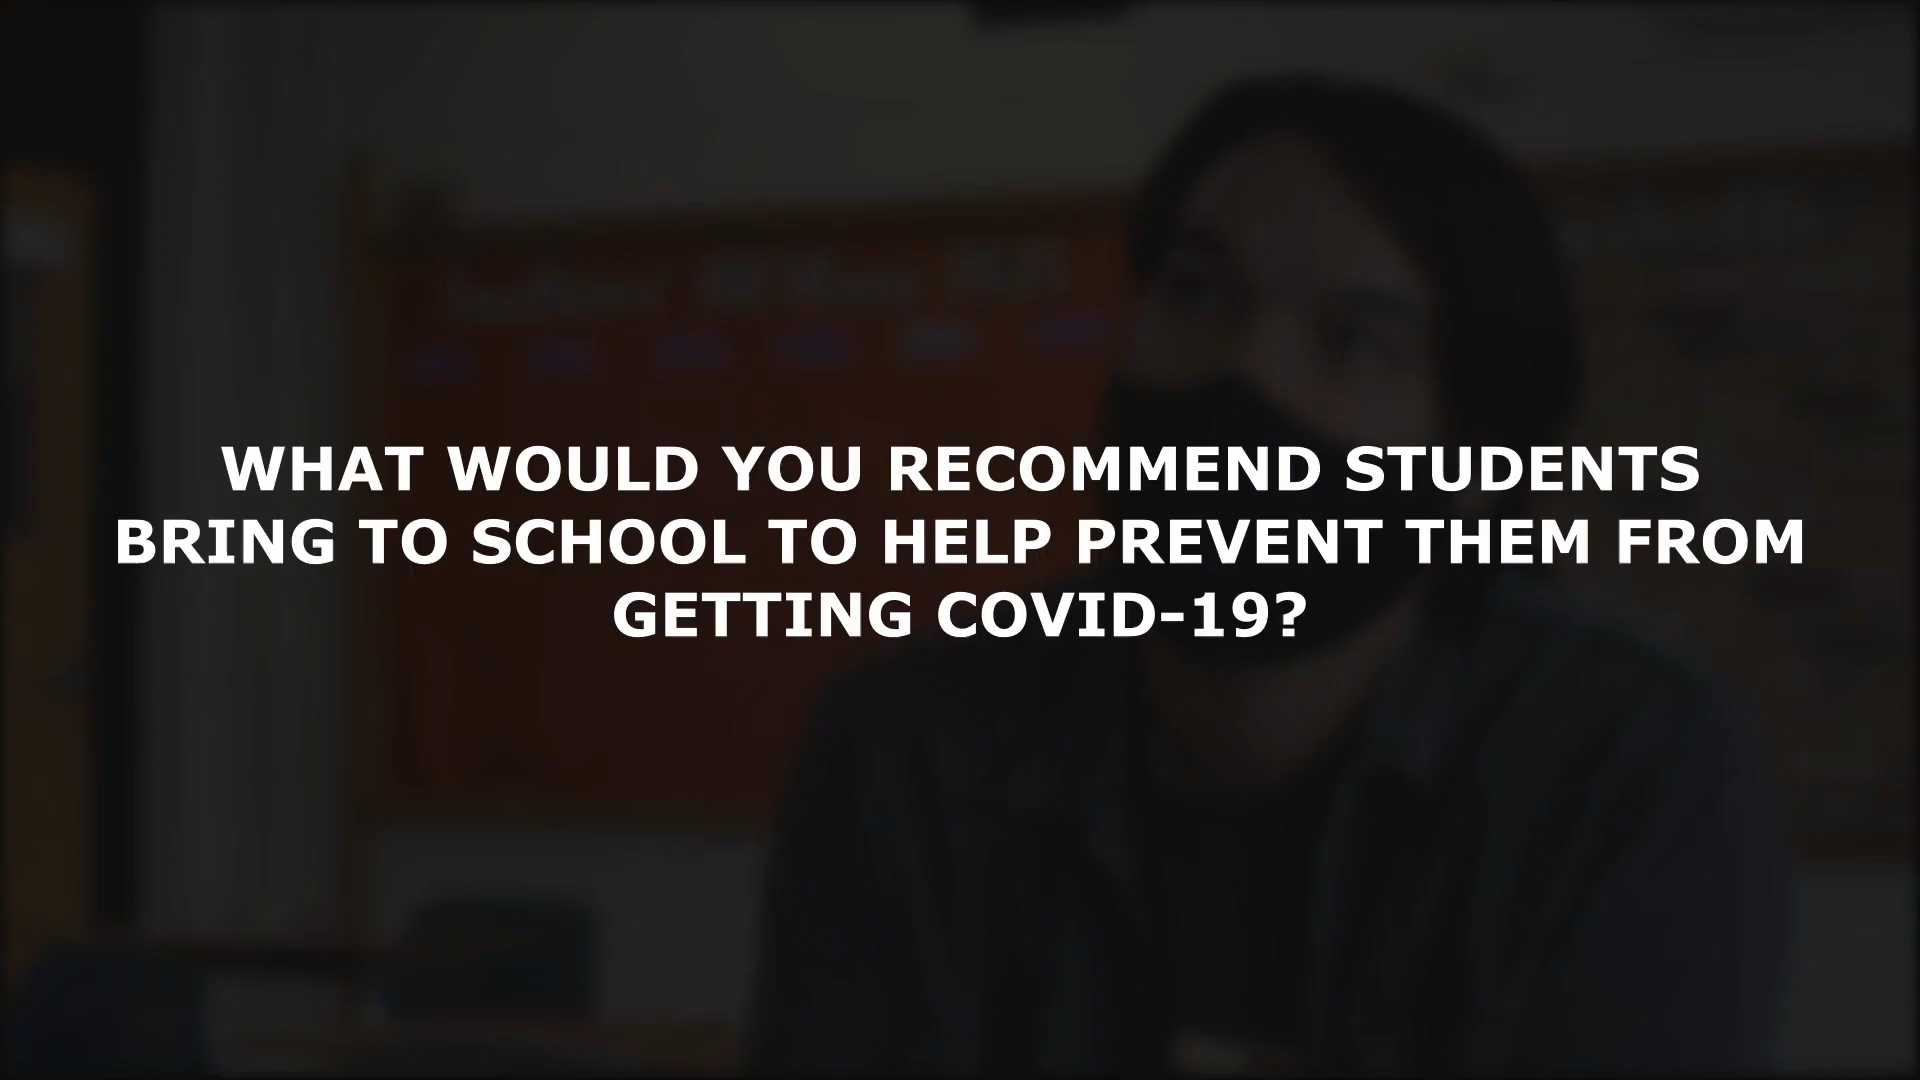 WHAT WOULD YOU RECOMMEND STUDENTS
BRING TO SCHOOL TO HELP PREVENT THEM FROM
GETTING COVID-19?